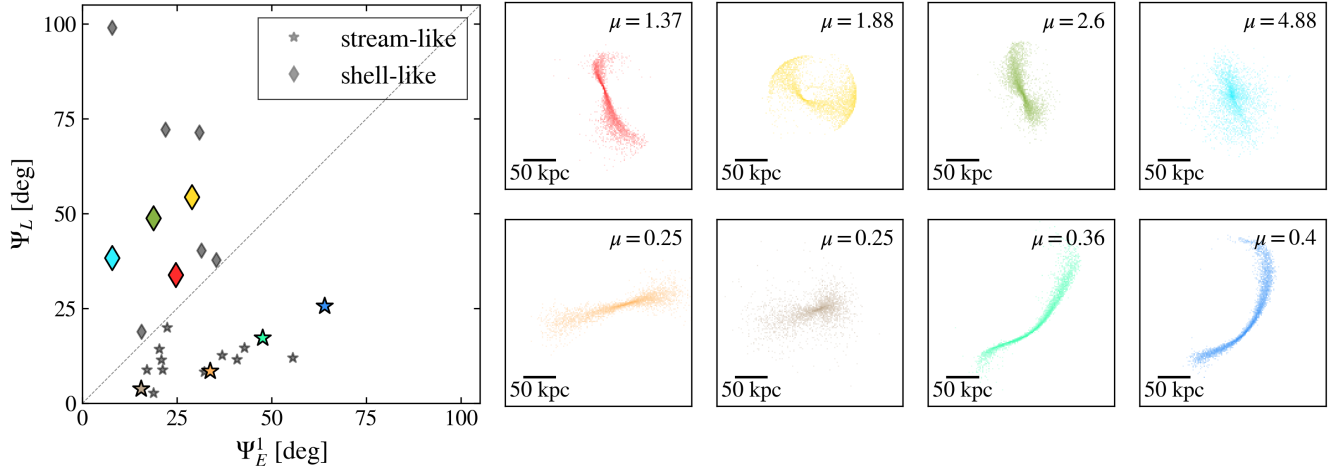 100
75
50
25
0
Ψ_L [deg]
0 25 50 75 100
Ψ_E^1 [deg]
stream-like
shell-like
μ = 1.37
50 kpc
μ = 1.88
50 kpc
μ = 2.6
50 kpc
μ = 4.88
50 kpc
μ = 0.25
50 kpc
μ = 0.25
50 kpc
μ = 0.36
50 kpc
μ = 0.4
50 kpc